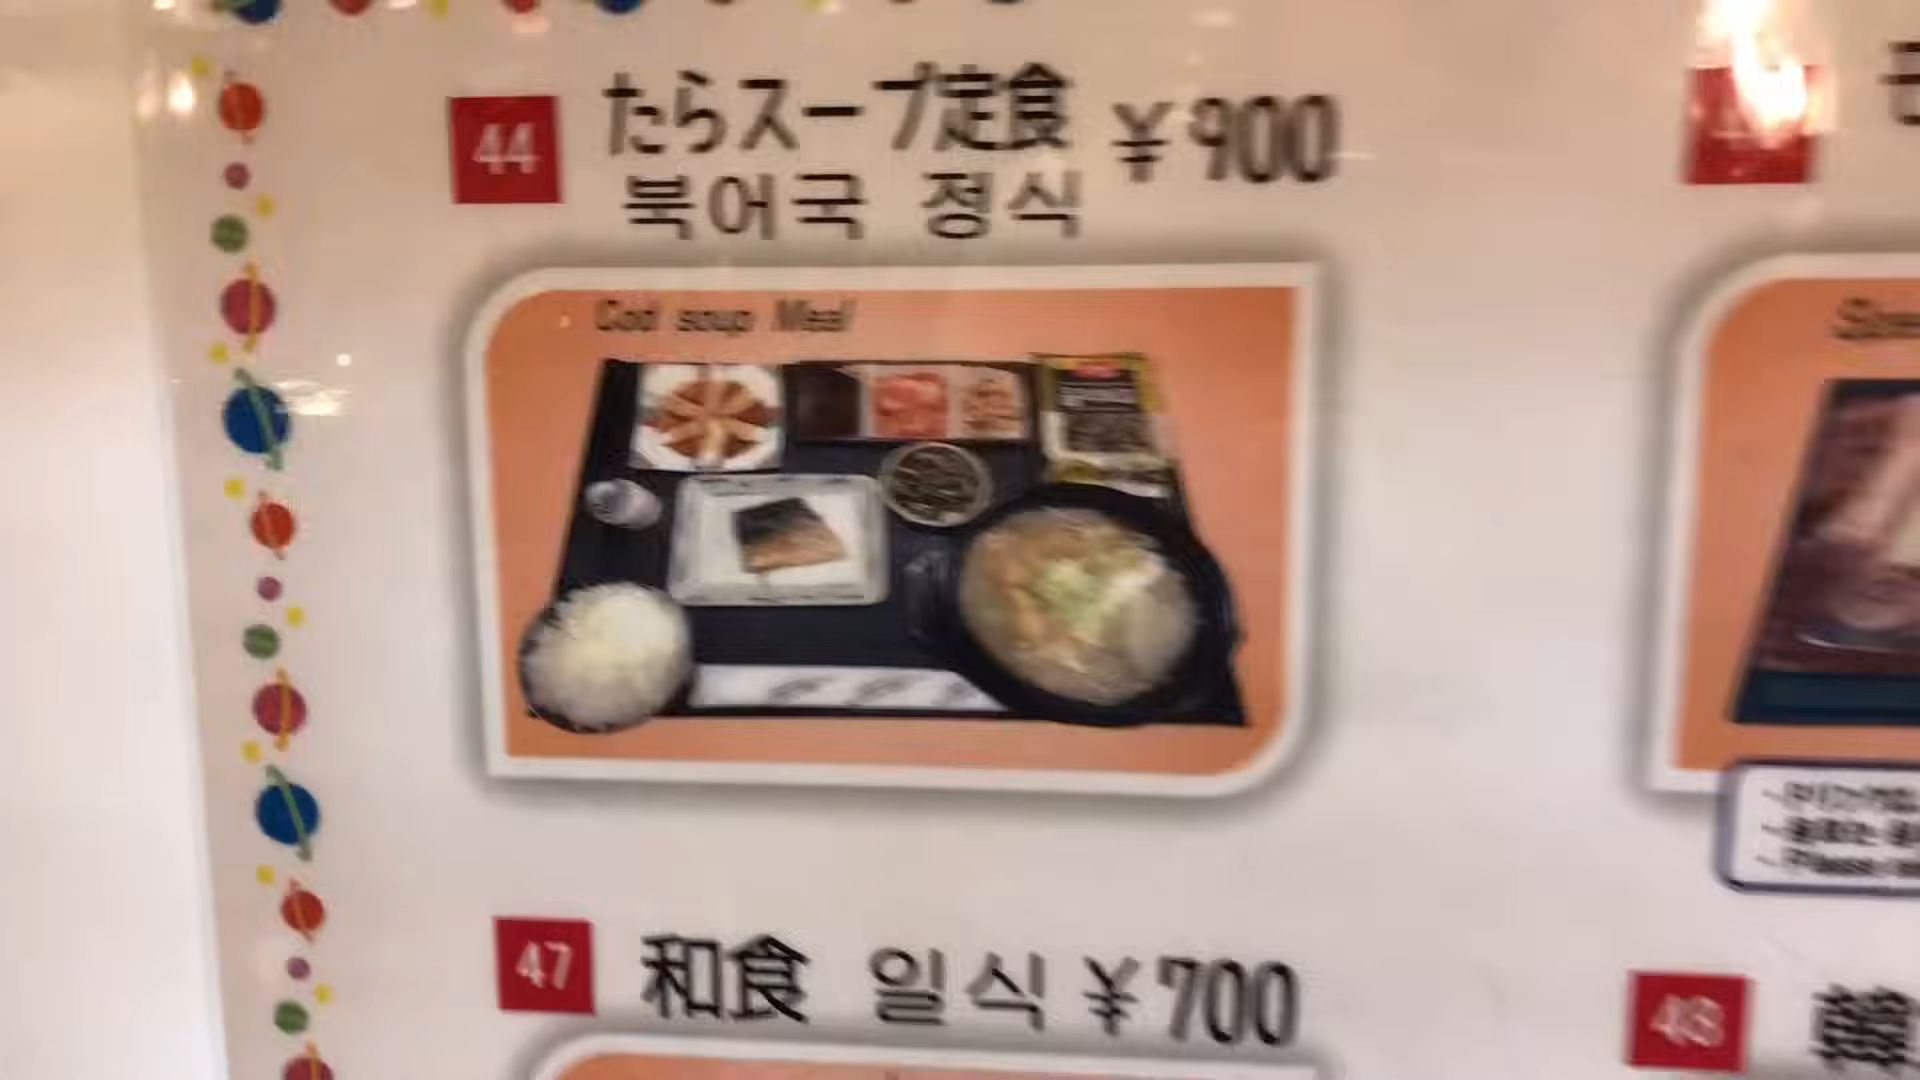 44 たらスープ定食 ¥900
북어국 정식
Cod soup Meal
47 和食 일식 ¥700
48